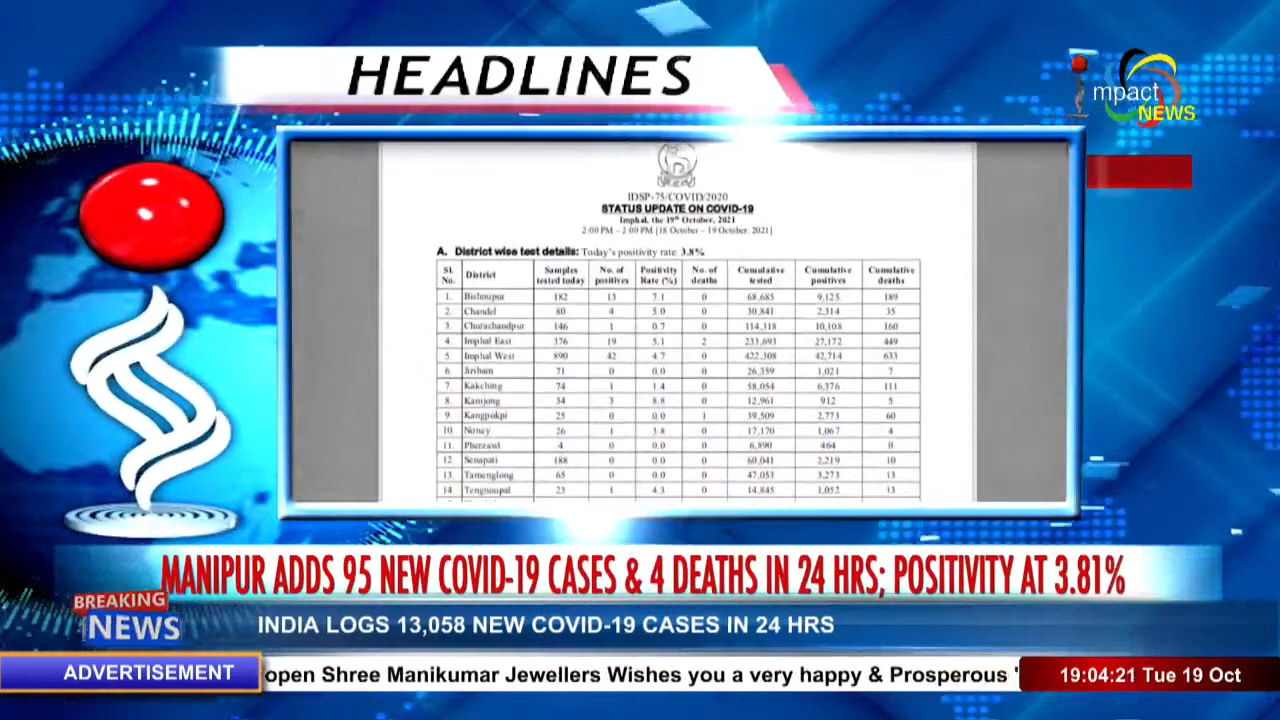 HEADLINES
mpact
NEWS
IDSP-75/COVID/2020
STATUS UPDATE ON COVID-19
Imphal, the 19th October, 2021
2:00 PM – 2:00 PM [18 October – 19 October, 2021]
A. District wise test details: Today's positivity rate: 3.8%
Sl. No. District Samples tested today No. of positives Positivity Rate (%) No. of deaths Cumulative tested Cumulative positives Cumulative deaths
1. Bishnupur 182 13 7.1 0 68,685 9,125 189
2. Chandel 80 4 5.0 0 30,841 2,314 35
3. Churachandpur 146 1 0.7 0 114,318 10,108 160
4. Imphal East 376 19 5.1 2 233,693 27,172 449
5. Imphal West 890 42 4.7 0 422,308 42,714 633
6. Jiribam 71 0 0.0 0 26,359 1,021 7
7. Kakching 74 1 1.4 0 58,054 6,376 111
8. Kamjong 34 3 8.8 0 12,961 912 5
9. Kangpokpi 25 0 0.0 1 39,509 2,773 60
10. Noney 26 1 3.8 0 17,170 1,067 4
11. Pherzawl 4 0 0.0 0 6,890 464 0
12. Senapati 188 0 0.0 0 60,041 2,219 10
13. Tamenglong 65 0 0.0 0 47,053 3,273 13
14. Tengnoupal 23 1 4.3 0 14,845 1,052 13
MANIPUR ADDS 95 NEW COVID-19 CASES & 4 DEATHS IN 24 HRS; POSITIVITY AT 3.81%
BREAKING
NEWS
INDIA LOGS 13,058 NEW COVID-19 CASES IN 24 HRS
ADVERTISEMENT
open Shree Manikumar Jewellers Wishes you a very happy & Prosperous '
19:04:21 Tue 19 Oct